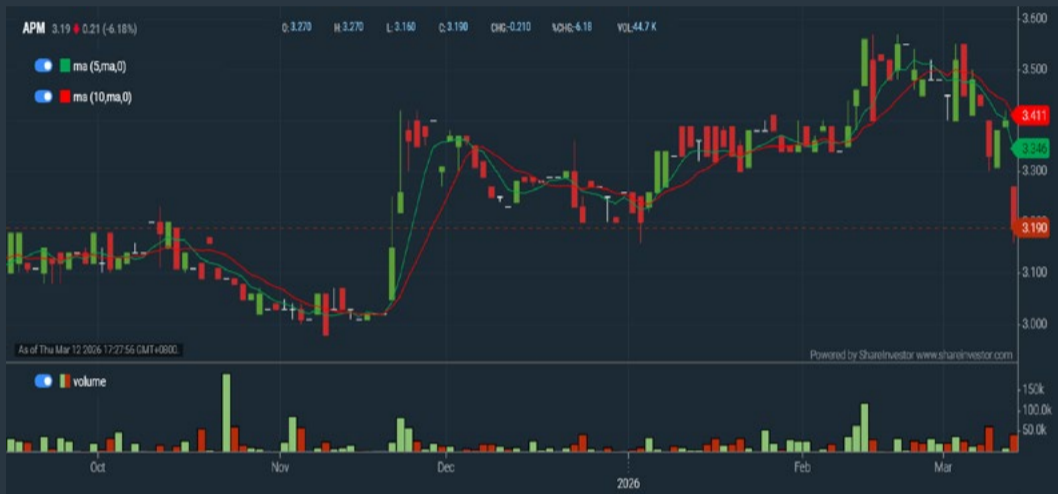 APM 3.19 0.21 (-6.18%) O:3.270 H:3.270 L:3.160 C:3.190 CHG:-0.210 %CHG:-6.18 VOL:44.7 K
ma (5,ma,0)
ma (10,ma,0)
3.600
3.500
3.411
3.346
3.300
3.190
3.100
3.000
As of Thu Mar 12 2026 17:27:56 GMT+0800.
Powered by ShareInvestor www.shareinvestor.com
volume
150k
100.0k
50.0k
Oct Nov Dec Feb Mar
2026